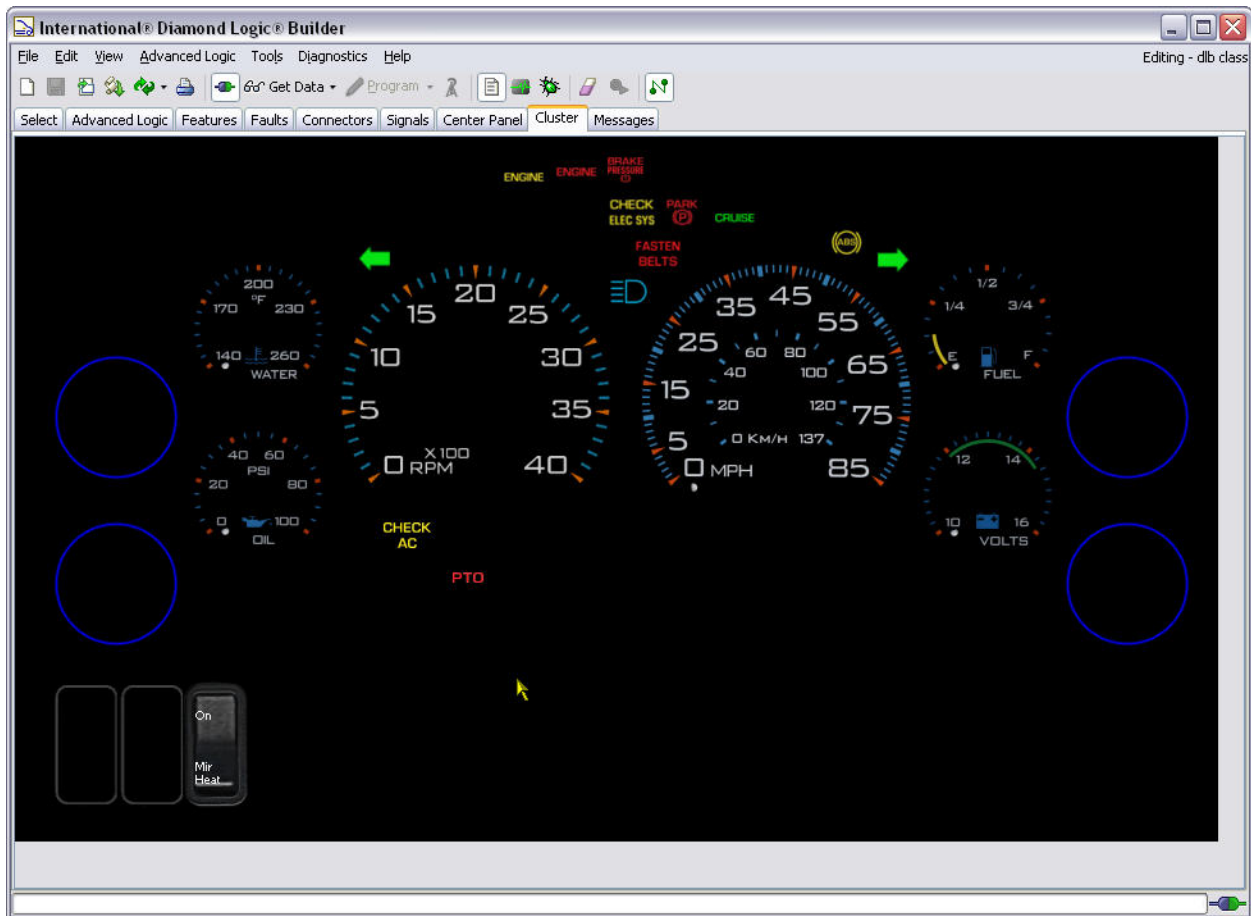 International® Diamond Logic® Builder
File Edit View Advanced Logic Tools Diagnostics Help
Editing - dlb class
Get Data Program
Select Advanced Logic Features Faults Connectors Signals Center Panel Cluster Messages
ENGINE
ENGINE
BRAKE
PRESSURE
CHECK
ELEC SYS
PARK
(P)
CRUISE
FASTEN
BELTS
(ABS)
200
°F
170 230
140 260
WATER
20
15 25
10 30
5 35
X100
0 RPM 40
45
35 55
25 65
15 75
5
0 MPH 85
60 80
40 100
20 120
0 KM/H 137
1/2
1/4 3/4
E F
FUEL
40 60
PSI
20 80
0 100
OIL
12 14
10 16
VOLTS
CHECK
AC
PTO
On
Mir
Heat